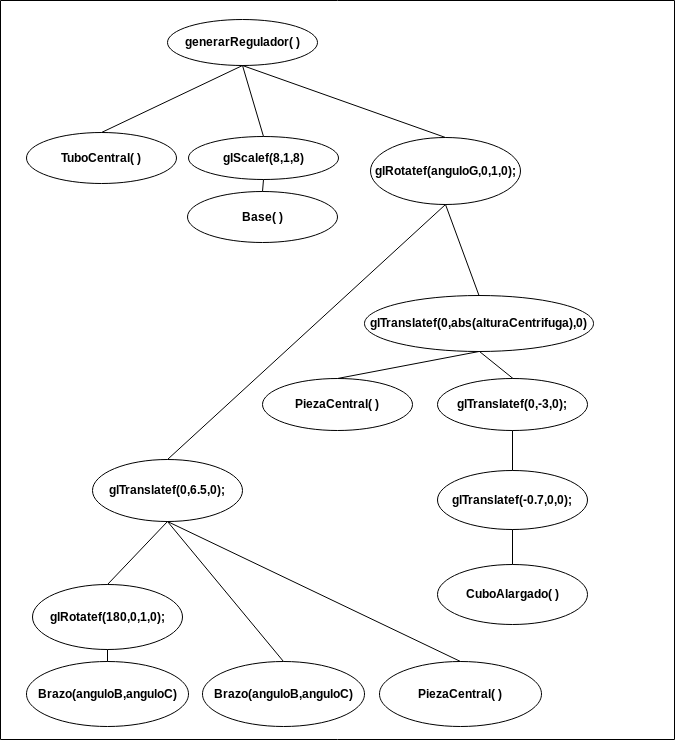 generarRegulador( )
TuboCentral( )
glScalef(8,1,8)
glRotatef(anguloG,0,1,0);
Base( )
glTranslatef(0,abs(alturaCentrifuga),0)
PiezaCentral( )
glTranslatef(0,-3,0);
glTranslatef(0,6.5,0);
glTranslatef(-0.7,0,0);
CuboAlargado( )
glRotatef(180,0,1,0);
Brazo(anguloB,anguloC)
Brazo(anguloB,anguloC)
PiezaCentral( )